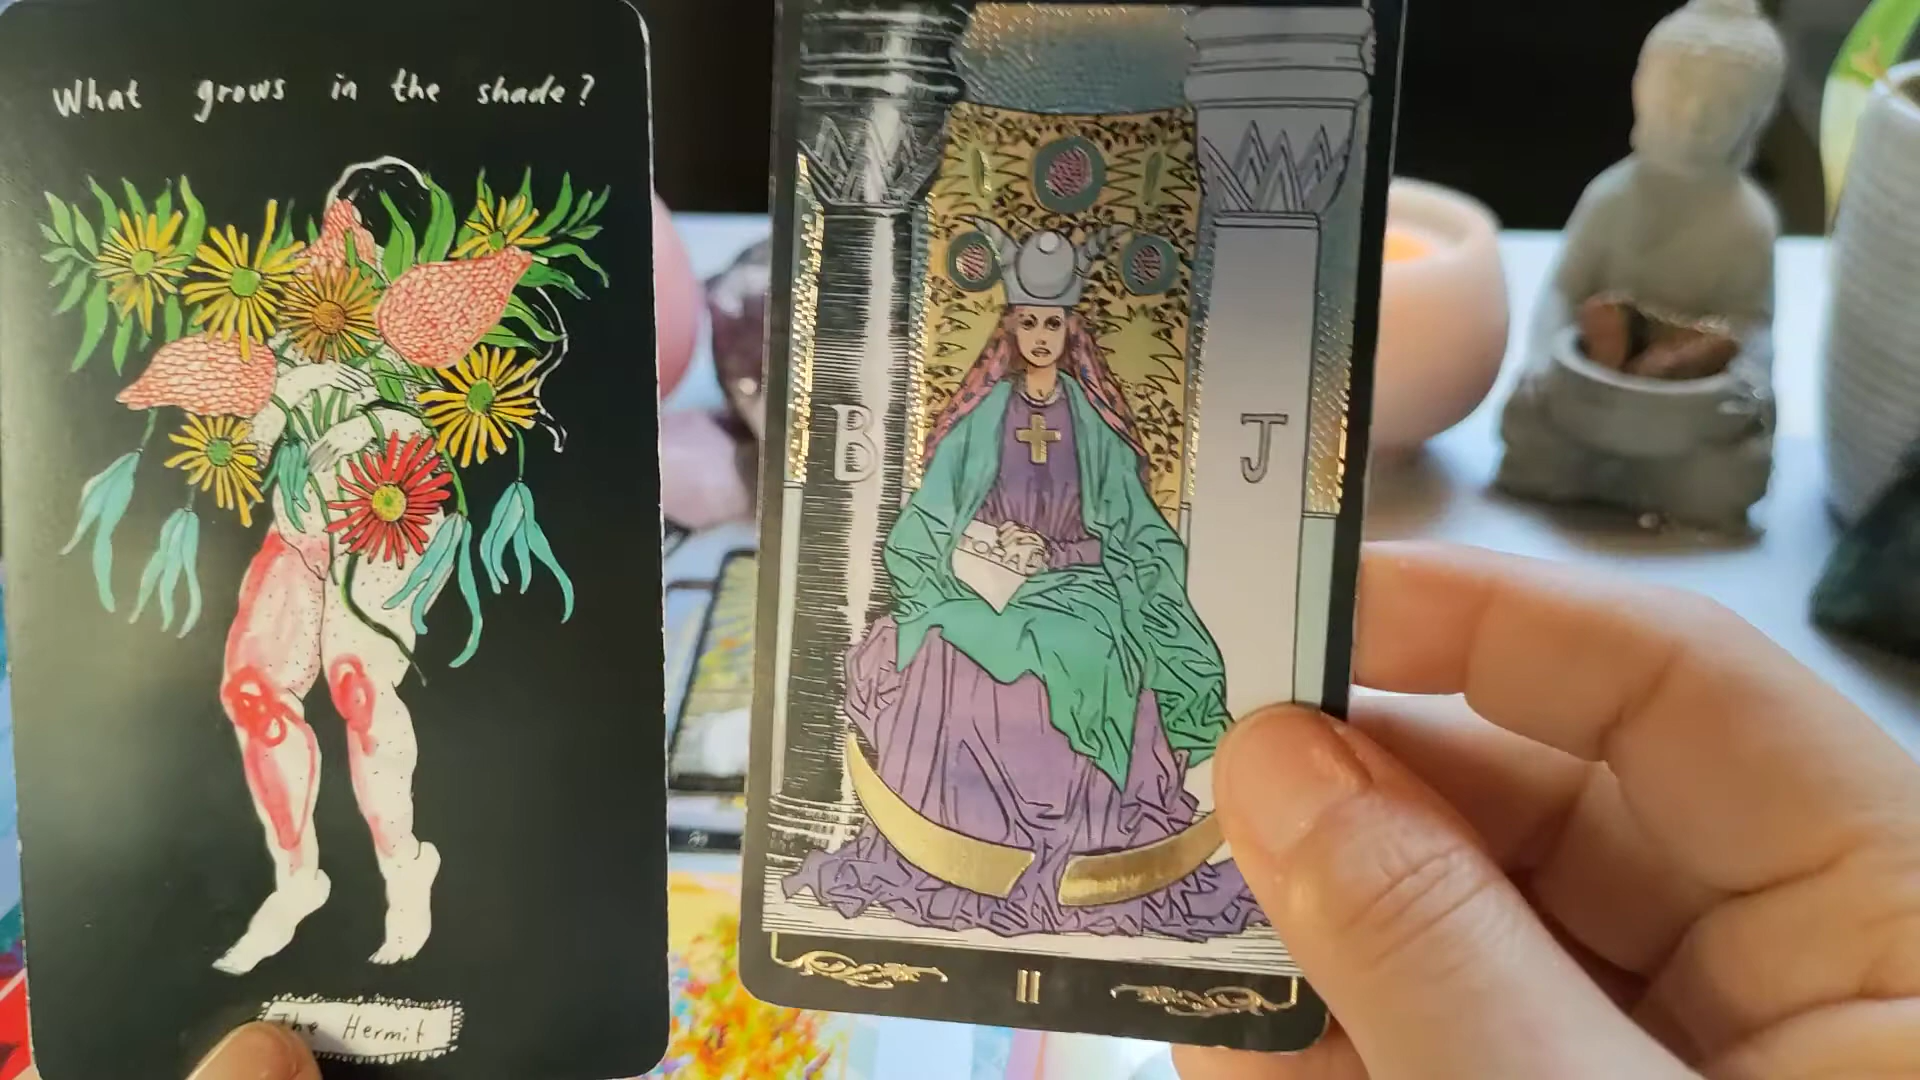 What grows in the shade?
The Hermit
B
J
TORA
II